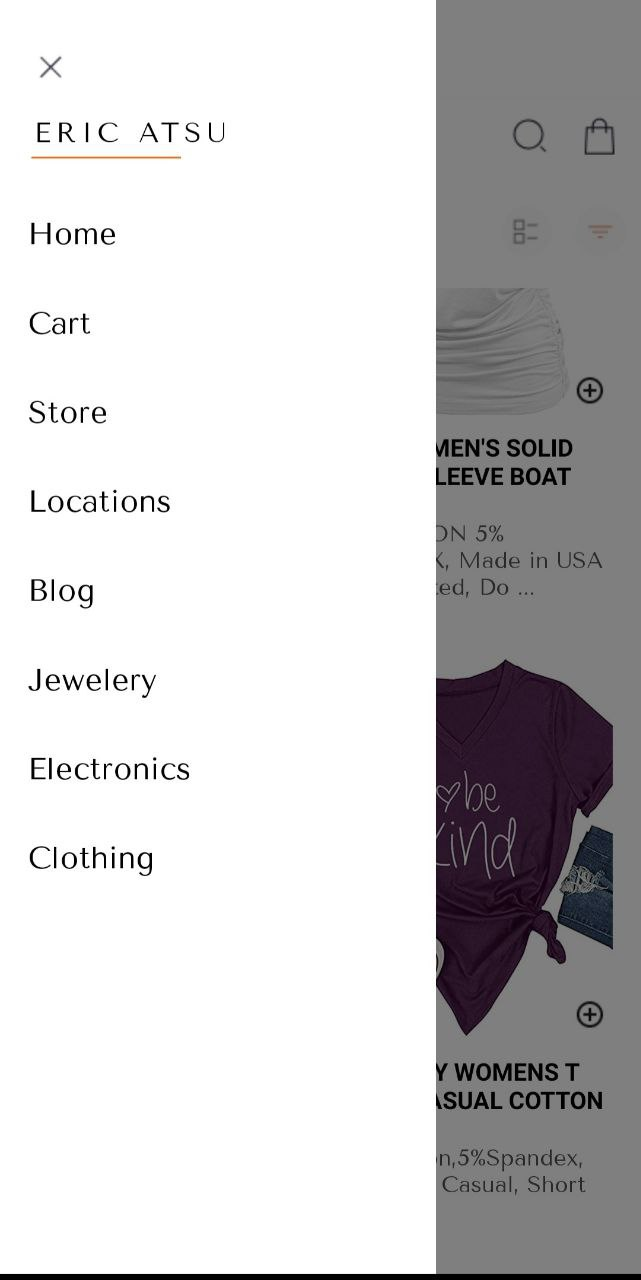 ERIC ATSU
Home
Cart
Store
Locations
Blog
Jewelery
Electronics
Clothing
MEN'S SOLID
LEEVE BOAT
ON 5%
X, Made in USA
ted, Do ...
be
kind
Y WOMENS T
ASUAL COTTON
on,5%Spandex,
Casual, Short